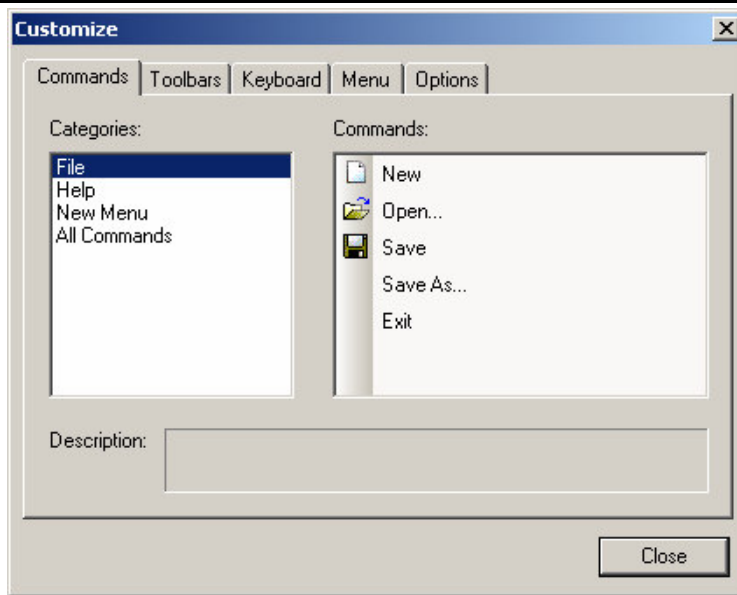 Customize
Commands Toolbars Keyboard Menu Options
Categories: Commands:
File
Help
New Menu
All Commands
New
Open...
Save
Save As...
Exit
Description:
Close